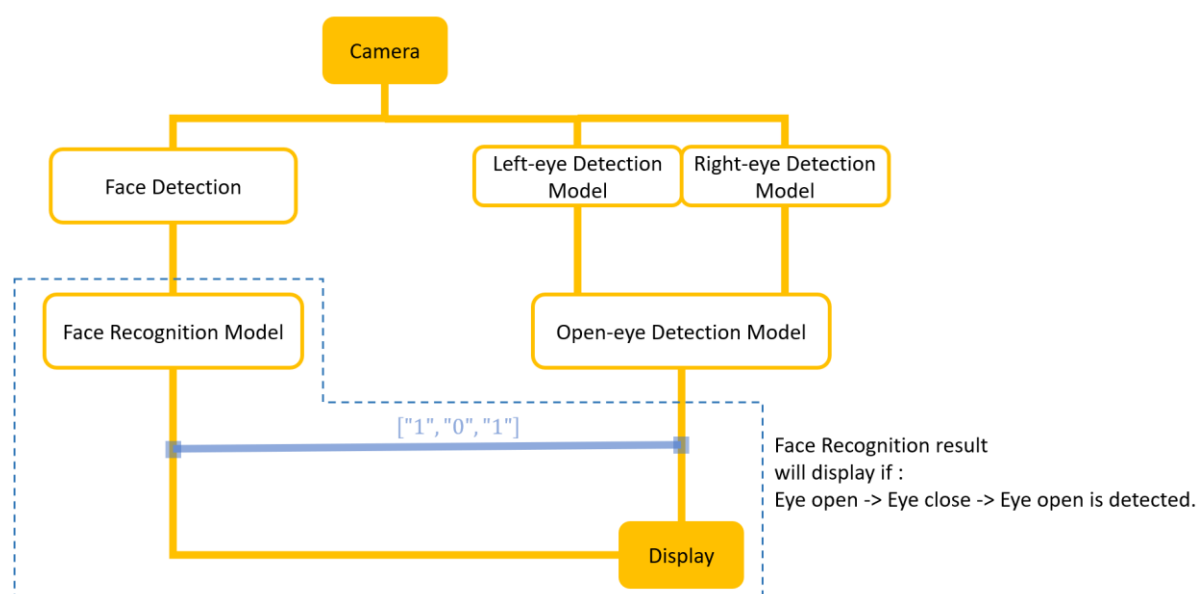 Camera
Face Detection
Left-eye Detection
Model
Right-eye Detection
Model
Face Recognition Model
Open-eye Detection Model
["1","0","1"]
Face Recognition result
will display if :
Eye open -> Eye close -> Eye open is detected.
Display